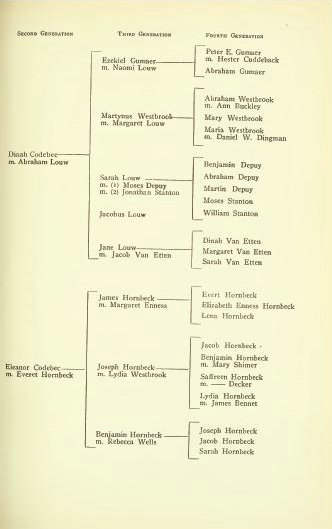 SECOND GENERATION
THIRD GENERATION
FOURTH GENERATION
Dinah Codebec
m. Abraham Louw
Ezekiel Gumaer
m. Naomi Louw
Peter E. Gumaer
m. Hester Cuddeback
Abraham Gumaer
Martynus Westbrook
m. Margaret Louw
Abraham Westbrook
m. Ann Buckley
Mary Westbrook
Maria Westbrook
m. Daniel W. Dingman
Sarah Louw
m. (1) Moses Depuy
m. (2) Jonathan Stanton
Benjamin Depuy
Abraham Depuy
Martin Depuy
Moses Stanton
William Stanton
Jacobus Louw
Jane Louw
m. Jacob Van Etten
Dinah Van Etten
Margaret Van Etten
Sarah Van Etten
Eleanor Codebec
m. Everet Hornbeck
James Hornbeck
m. Margaret Enness
Evert Hornbeck
Elizabeth Enness Hornbeck
Lena Hornbeck
Joseph Hornbeck
m. Lydia Westbrook
Jacob Hornbeck -
Benjamin Hornbeck
m. Mary Shimer
Saffreen Hornbeck
m. —— Decker
Lydia Hornbeck
m. James Bennet
Benjamin Hornbeck
m. Rebecca Wells
Joseph Hornbeck
Jacob Hornbeck
Sarah Hornbeck